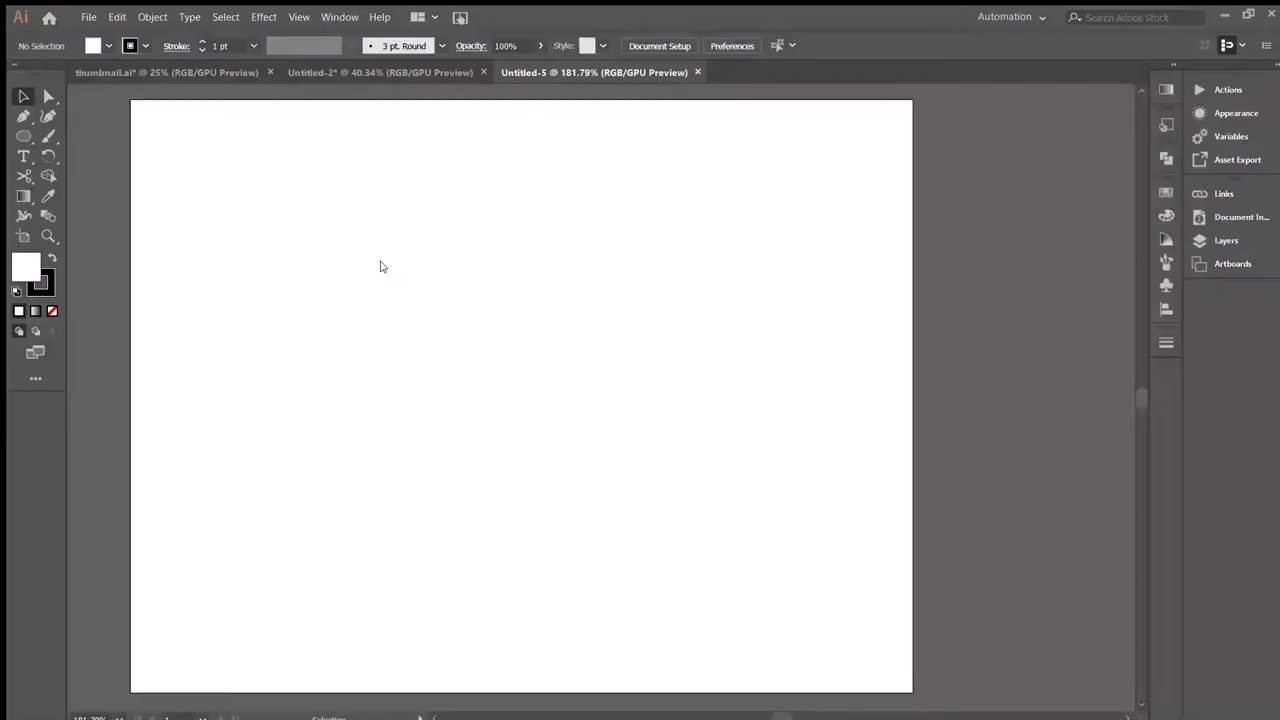 Ai File Edit Object Type Select Effect View Window Help Automation Search Adobe Stock
No Selection Stroke: 1 pt 3 pt. Round Opacity: 100% Style: Document Setup Preferences
thumbnail.ai* @ 25% (RGB/GPU Preview) × Untitled-2* @ 40.34% (RGB/GPU Preview) × Untitled-5 @ 181.79% (RGB/GPU Preview) ×
Actions
Appearance
Variables
Asset Export
Links
Document In...
Layers
Artboards
181.79% 1 Selection